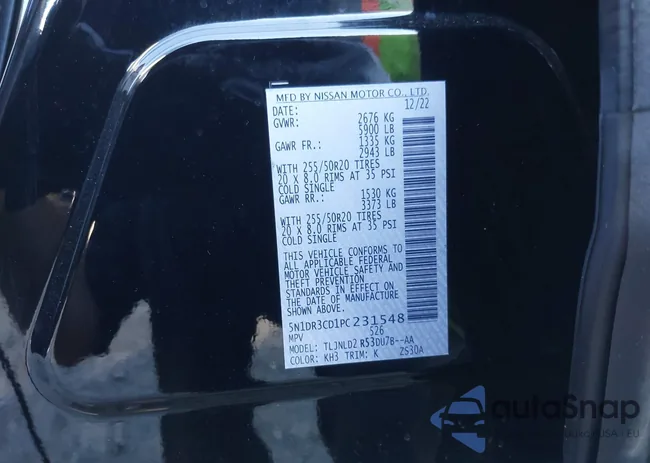 MFD BY NISSAN MOTOR CO., LTD.
DATE: 12/22
GVWR: 2676 KG
5900 LB
GAWR FR.: 1335 KG
2943 LB
WITH 255/50R20 TIRES
20 X 8.0 RIMS AT 35 PSI
COLD SINGLE
GAWR RR.: 1530 KG
3373 LB
WITH 255/50R20 TIRES
20 X 8.0 RIMS AT 35 PSI
COLD SINGLE
THIS VEHICLE CONFORMS TO
ALL APPLICABLE FEDERAL
MOTOR VEHICLE SAFETY AND
THEFT PREVENTION
STANDARDS IN EFFECT ON
THE DATE OF MANUFACTURE
SHOWN ABOVE.
5N1DR3CD1PC231548
MPV S26
MODEL: TLJNLD2 R53DU7B--AA
COLOR: KH3 TRIM: K ZS30A
autoSnap